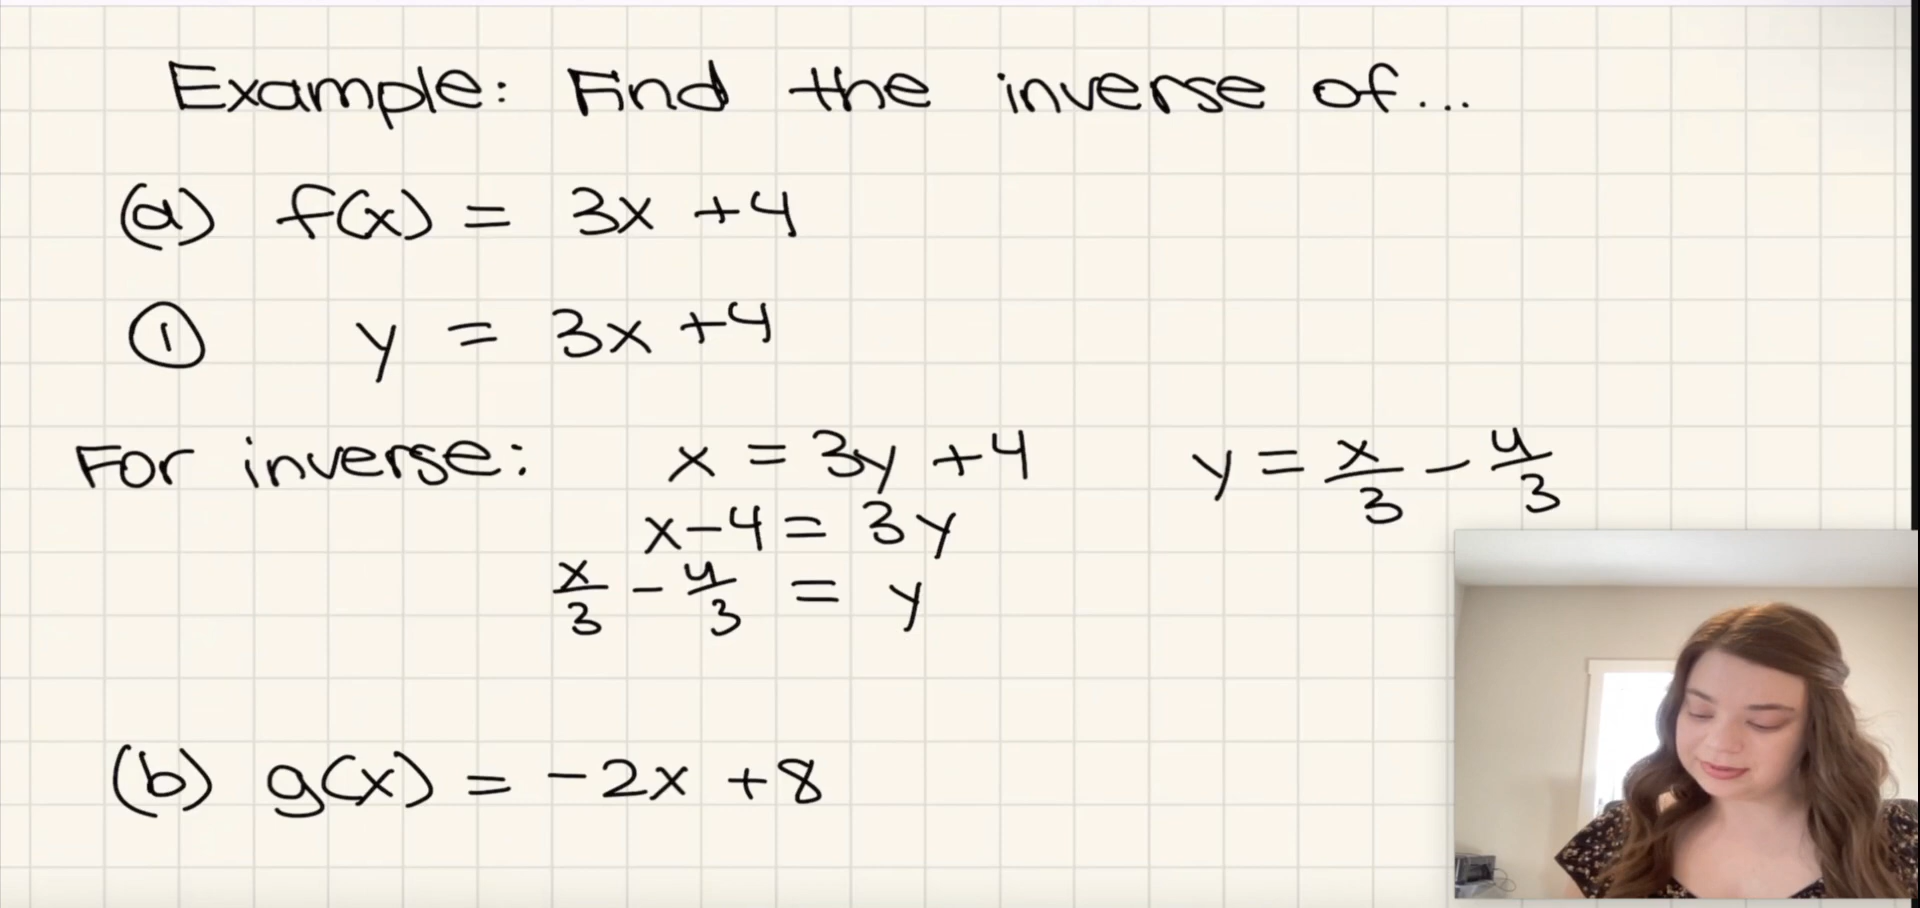 Example: Find the inverse of...
(a) f(x) = 3x +4
① y = 3x +4
For inverse: x = 3y +4
x-4 = 3y
x/3 - 4/3 = y
y = x/3 - 4/3
(b) g(x) = -2x +8